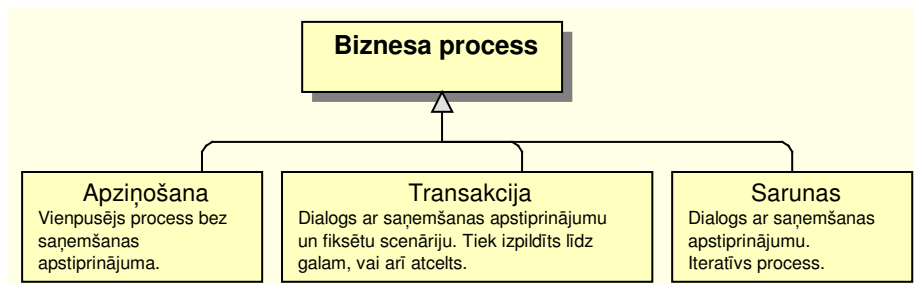 Biznesa process
Apziņošana
Vienpusējs process bez
saņemšanas
apstiprinājuma.
Transakcija
Dialogs ar saņemšanas apstiprinājumu
un fiksētu scenāriju. Tiek izpildīts līdz
galam, vai arī atcelts.
Sarunas
Dialogs ar saņemšanas
apstiprinājumu.
Iteratīvs process.